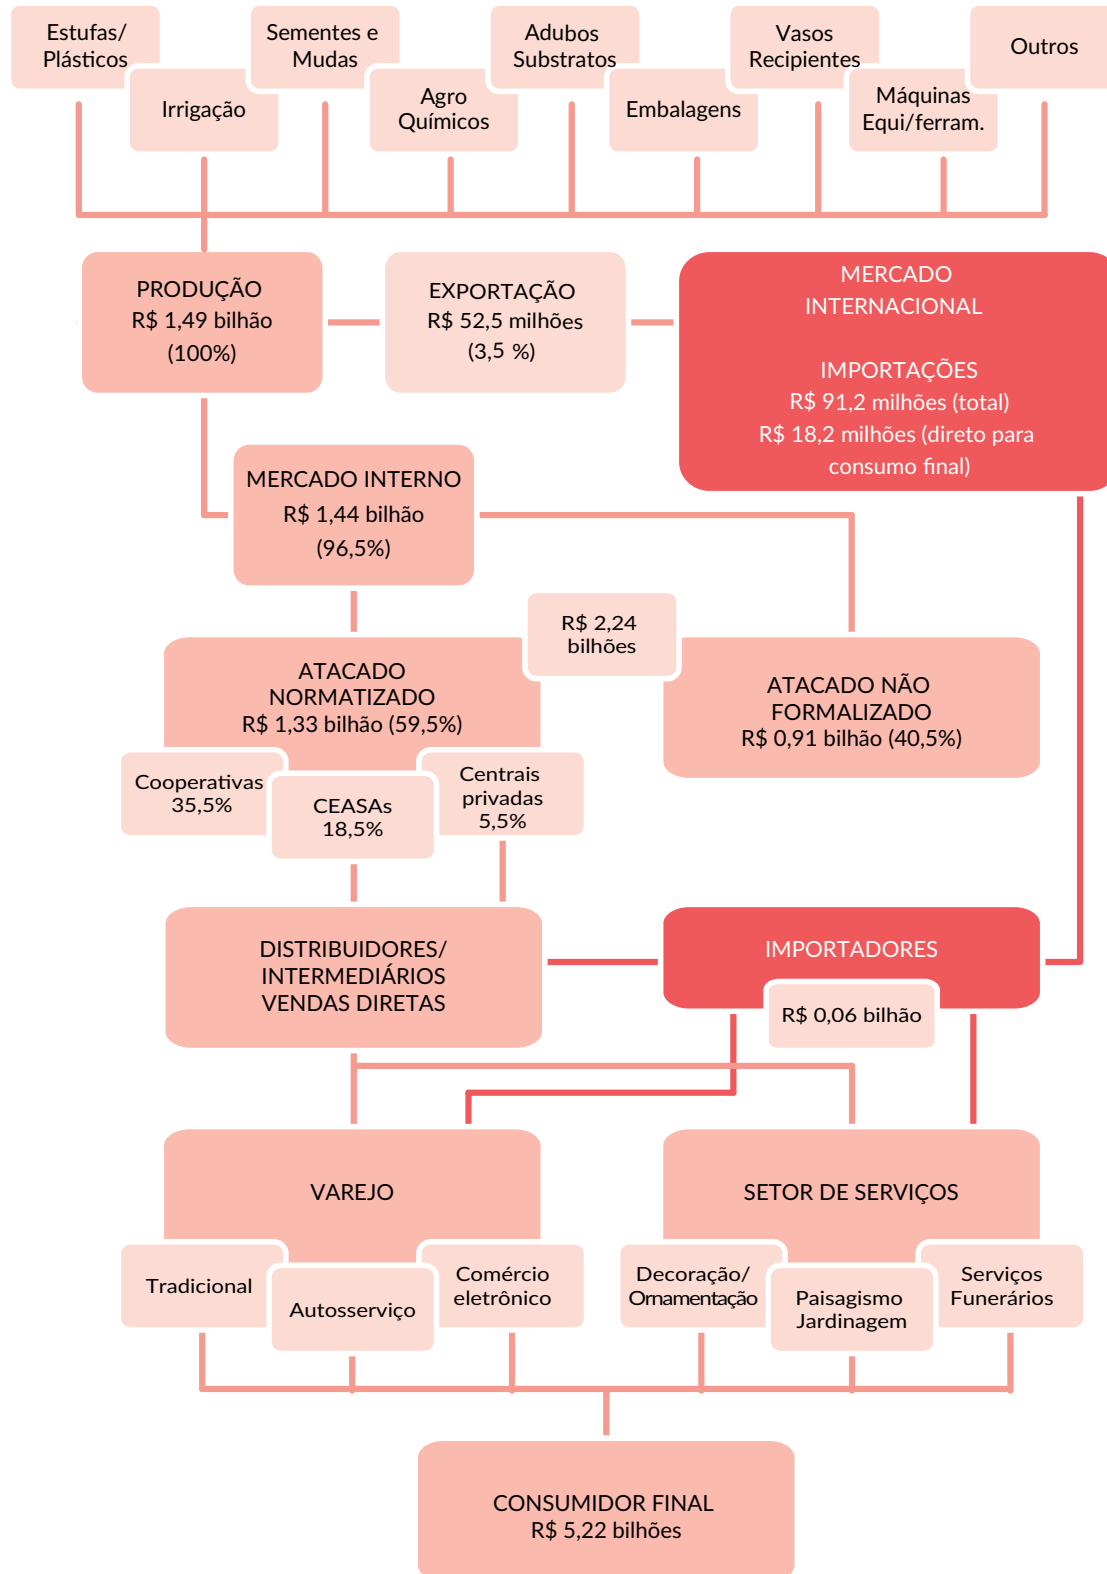 Estufas/
Plásticos
Irrigação
Sementes e
Mudas
Agro
Químicos
Adubos
Substratos
Embalagens
Vasos
Recipientes
Máquinas
Equi/ferram.
Outros
PRODUÇÃO
R$ 1,49 bilhão
(100%)
EXPORTAÇÃO
R$ 52,5 milhões
(3,5 %)
MERCADO
INTERNACIONAL
IMPORTAÇÕES
R$ 91,2 milhões (total)
R$ 18,2 milhões (direto para
consumo final)
MERCADO INTERNO
R$ 1,44 bilhão
(96,5%)
R$ 2,24
bilhões
ATACADO
NORMATIZADO
R$ 1,33 bilhão (59,5%)
ATACADO NÃO
FORMALIZADO
R$ 0,91 bilhão (40,5%)
Cooperativas
35,5%
CEASAs
18,5%
Centrais
privadas
5,5%
DISTRIBUIDORES/
INTERMEDIÁRIOS
VENDAS DIRETAS
IMPORTADORES
R$ 0,06 bilhão
VAREJO
SETOR DE SERVIÇOS
Tradicional
Autosserviço
Comércio
eletrônico
Decoração/
Ornamentação
Paisagismo
Jardinagem
Serviços
Funerários
CONSUMIDOR FINAL
R$ 5,22 bilhões